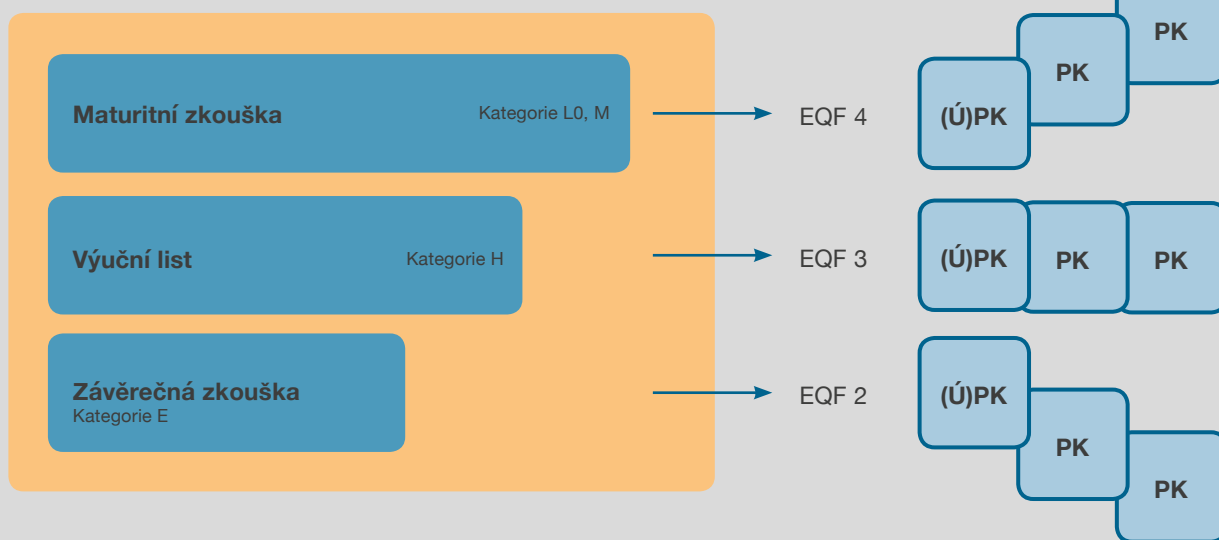 PK
PK
Maturitní zkouška Kategorie L0, M EQF 4 (Ú)PK
Výuční list Kategorie H EQF 3 (Ú)PK PK PK
Závěrečná zkouška EQF 2 (Ú)PK
Kategorie E
PK
PK